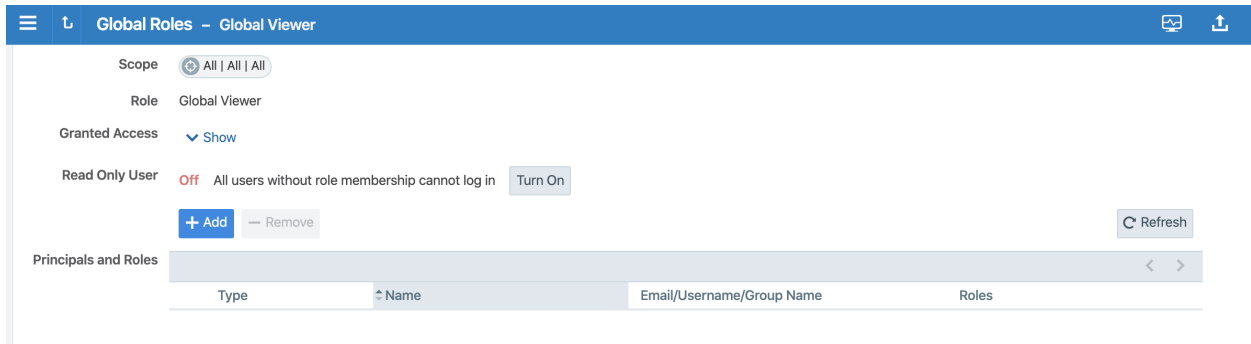 Global Roles – Global Viewer
Scope All | All | All
Role Global Viewer
Granted Access Show
Read Only User Off All users without role membership cannot log in Turn On
+ Add − Remove Refresh
Principals and Roles
Type Name Email/Username/Group Name Roles